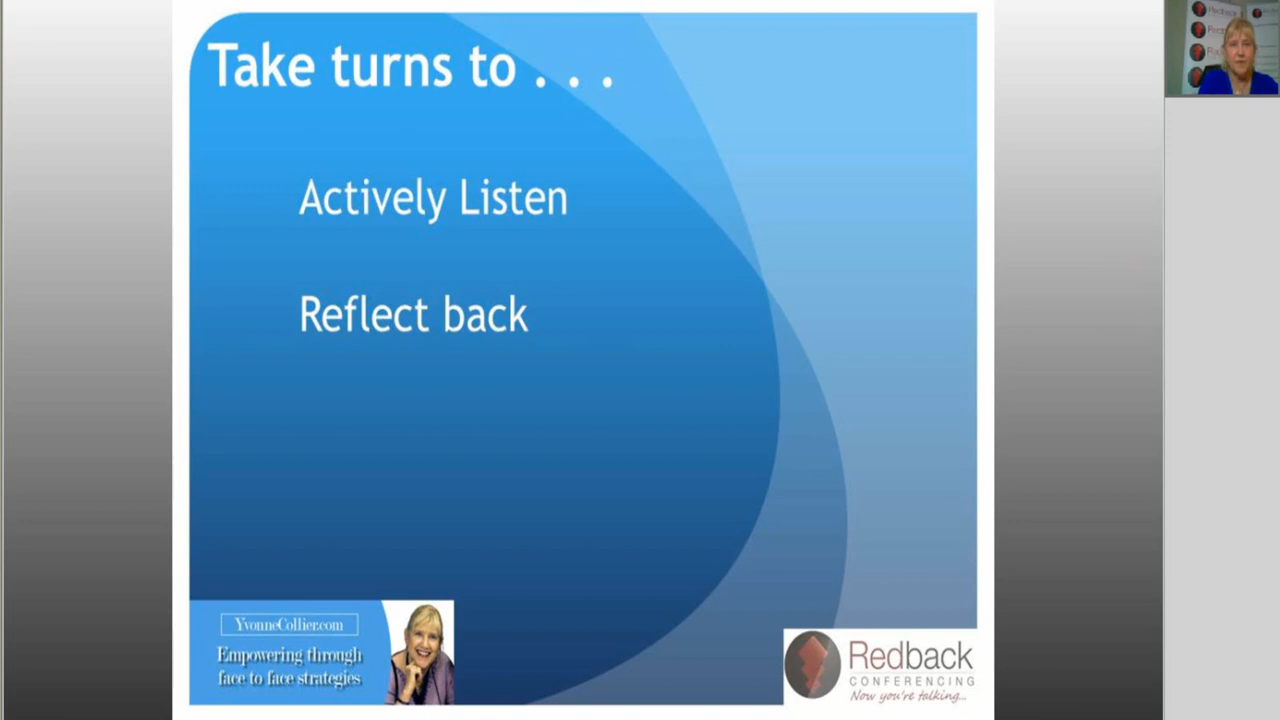 Take turns to . . .
Actively Listen
Reflect back
YvonneCollier.com
Empowering through
face to face strategies
Redback
CONFERENCING
Now you're talking...
Redback